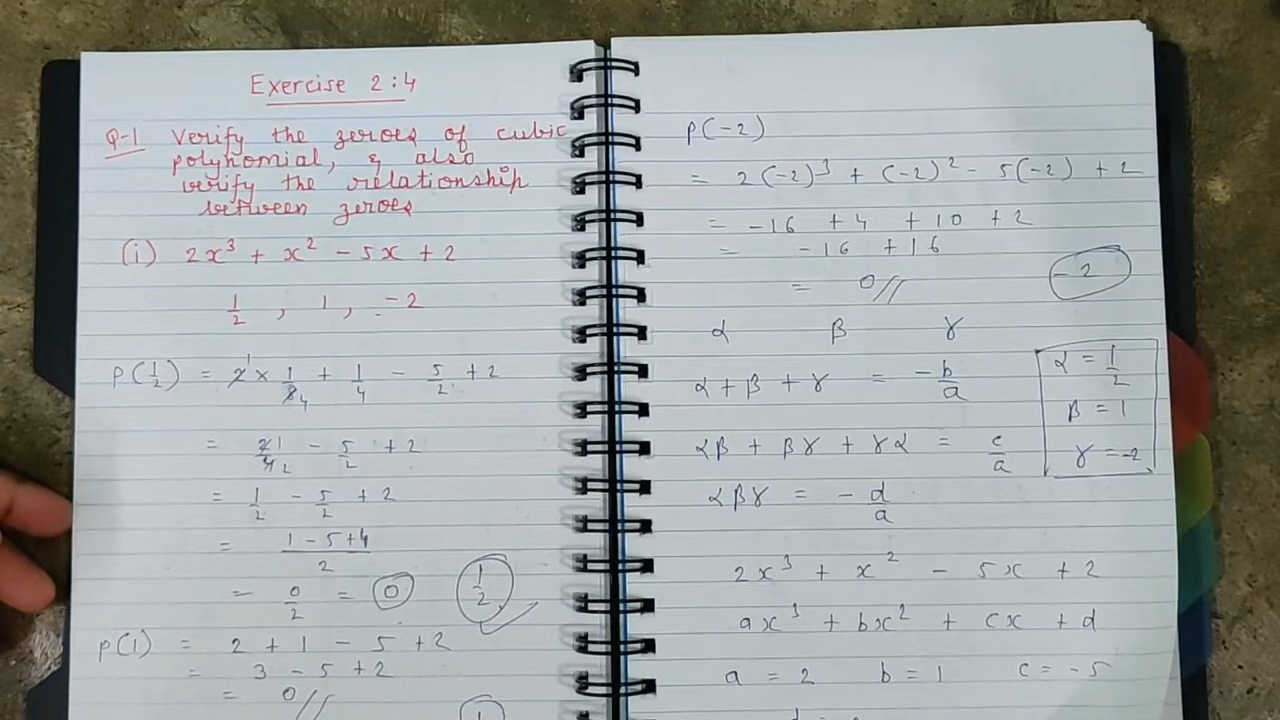 Exercise 2:4
Q-1 Verify the zeroes of cubic
polynomial, & also
verify the relationship
between zeroes
(i) 2x³ + x² - 5x + 2
1/2 , 1 , -2
p(1/2) = 2¹ × 1/8₄ + 1/4 - 5/2 + 2
= 2¹/4₂ - 5/2 + 2
= 1/2 - 5/2 + 2
= (1 - 5 + 4)/2
= 0/2 = 0
1/2
p(1) = 2 + 1 - 5 + 2
= 3 - 5 + 2
= 0//
p(-2)
= 2(-2)³ + (-2)² - 5(-2) + 2
= -16 + 4 + 10 + 2
= -16 + 16
= 0//
-2
α β γ
α + β + γ = -b/a
αβ + βγ + γα = c/a
αβγ = - d/a
α = 1/2
β = 1
γ = -2
2x³ + x² - 5x + 2
ax³ + bx² + cx + d
a = 2 b = 1 c = -5